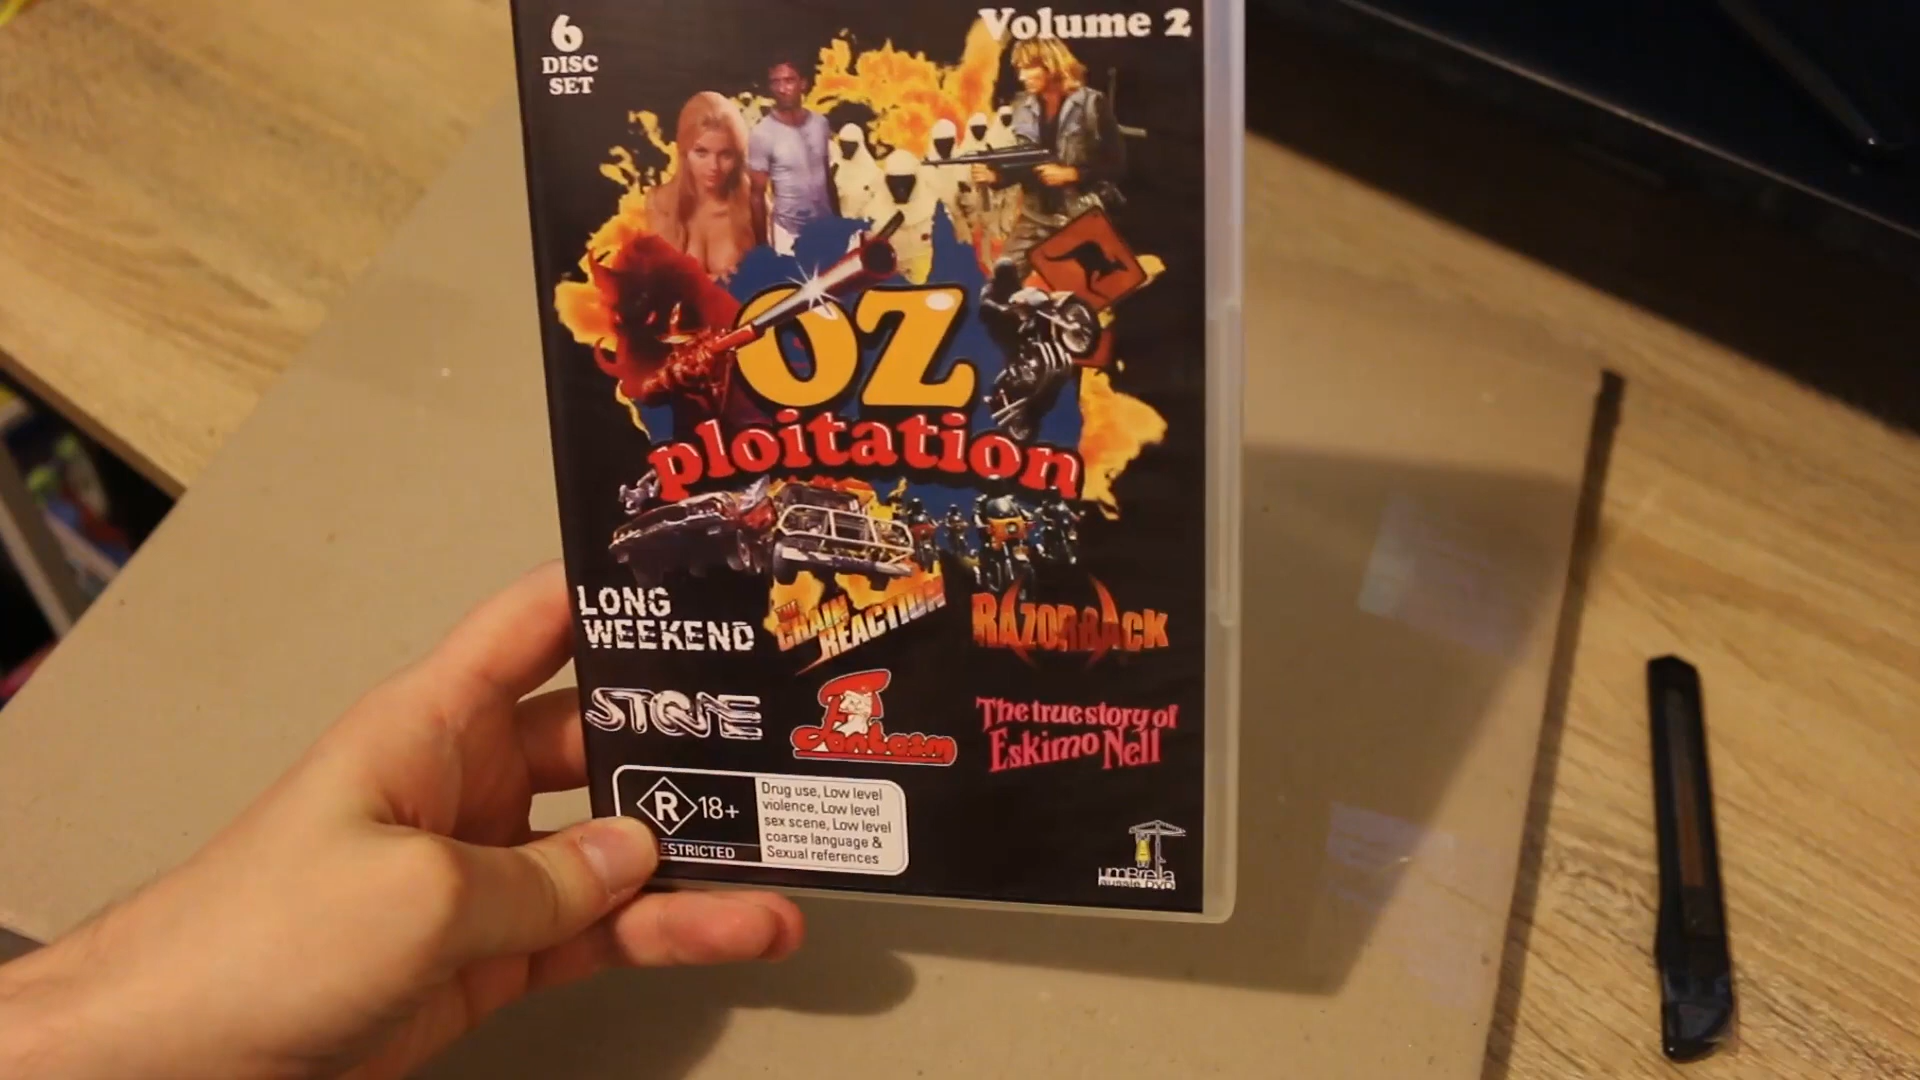 6
DISC
SET
Volume 2
OZ
ploitation
LONG
WEEKEND
THE
CHAIN
REACTION
RAZORBACK
STONE
Fantasm
The true story of
Eskimo Nell
R 18+
ESTRICTED
Drug use, Low level
violence, Low level
sex scene, Low level
coarse language &
Sexual references
umBrella
aussie DVD